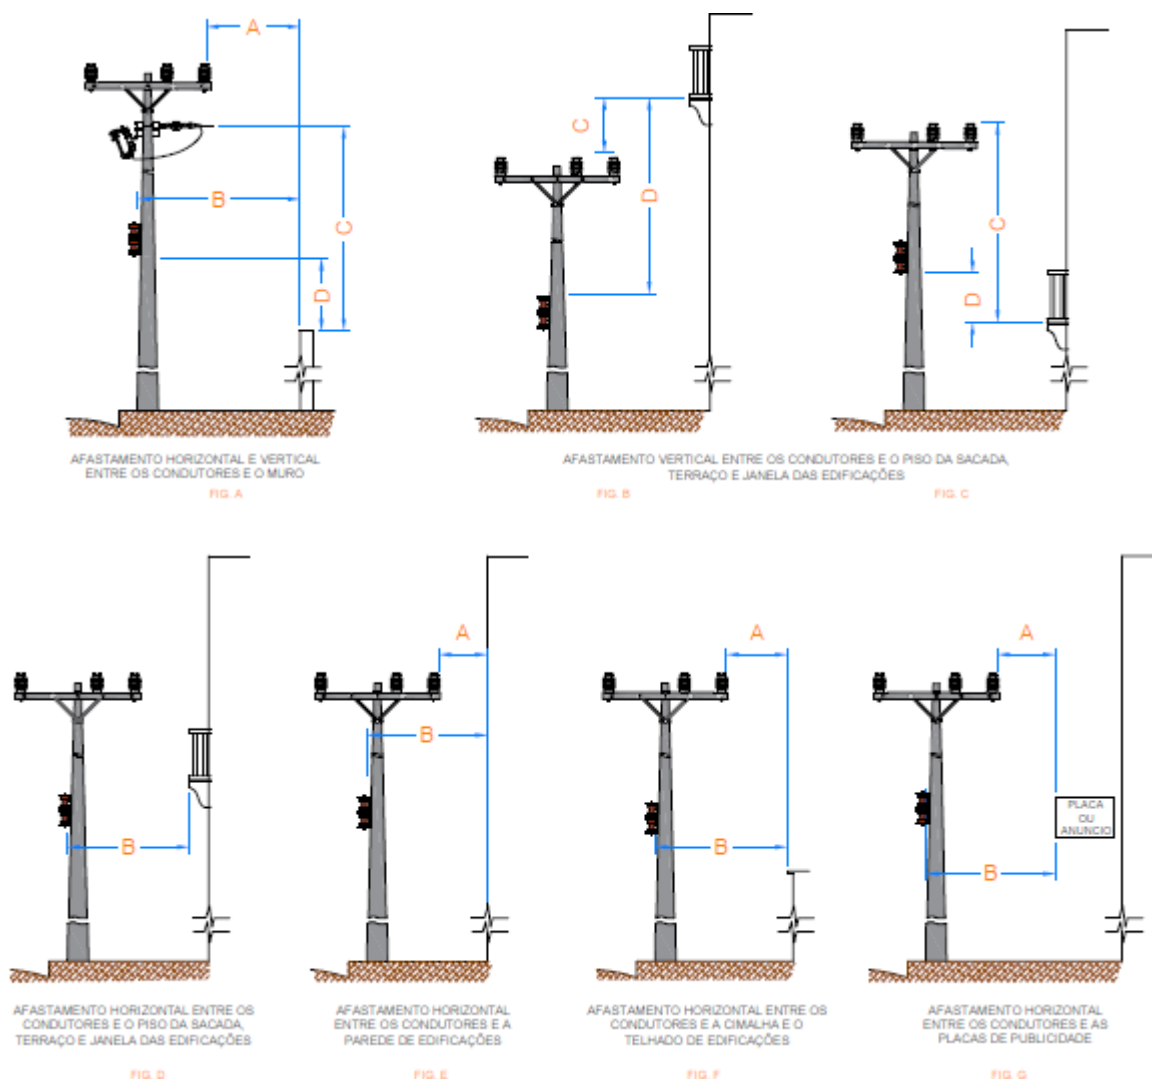 A
B
C
D
C
D
C
D
AFASTAMENTO HORIZONTAL E VERTICAL
ENTRE OS CONDUTORES E O MURO
FIG. A
AFASTAMENTO VERTICAL ENTRE OS CONDUTORES E O PISO DA SACADA,
TERRAÇO E JANELA DAS EDIFICAÇÕES
FIG. B
FIG. C
B
A
B
A
B
A
B
PLACA
OU
ANUNCIO
AFASTAMENTO HORIZONTAL ENTRE OS
CONDUTORES E O PISO DA SACADA,
TERRAÇO E JANELA DAS EDIFICAÇÕES
FIG. D
AFASTAMENTO HORIZONTAL
ENTRE OS CONDUTORES E A
PAREDE DE EDIFICAÇÕES
FIG. E
AFASTAMENTO HORIZONTAL ENTRE OS
CONDUTORES E A CIMALHA E O
TELHADO DE EDIFICAÇÕES
FIG. F
AFASTAMENTO HORIZONTAL
ENTRE OS CONDUTORES E AS
PLACAS DE PUBLICIDADE
FIG. G